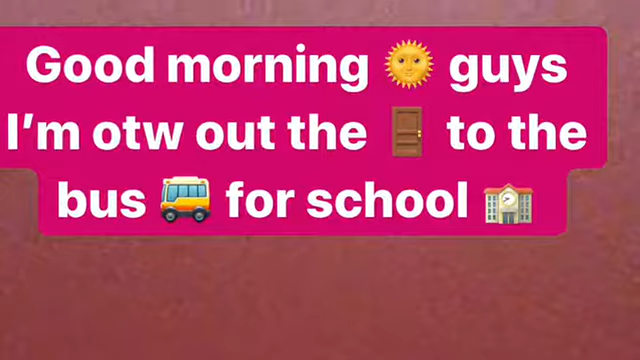 Good morning 🌞 guys
I’m otw out the 🚪 to the
bus 🚌 for school 🏫